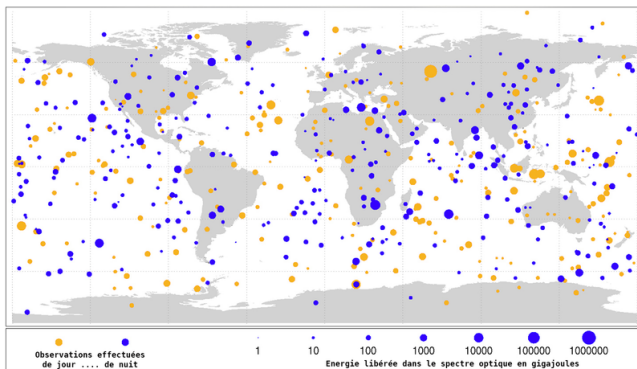 1 10 100 1000 10000 100000 1000000
Observations effectuées
de jour .... de nuit
Energie libérée dans le spectre optique en gigajoules